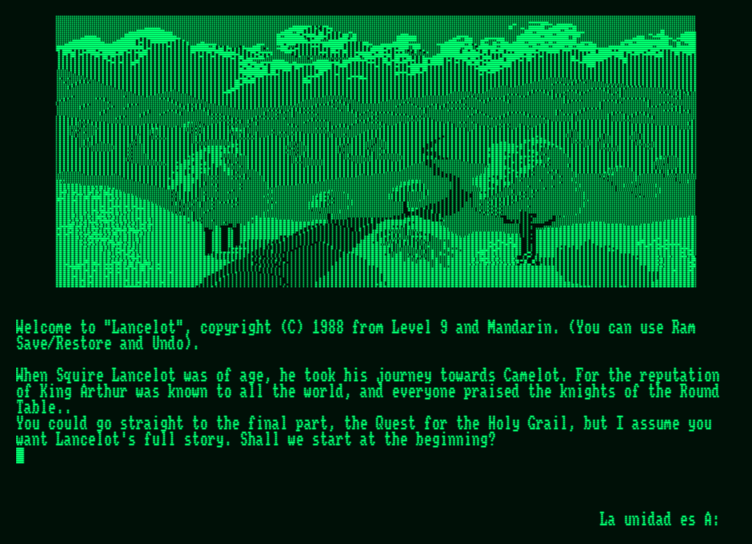 Welcome to "Lancelot", copyright (C) 1988 from Level 9 and Mandarin. (You can use Ram
Save/Restore and Undo).
When Squire Lancelot was of age, he took his journey towards Camelot. For the reputation
of King Arthur was known to all the world, and everyone praised the knights of the Round
Table..
You could go straight to the final part, the Quest for the Holy Grail, but I assume you
want Lancelot's full story. Shall we start at the beginning?
La unidad es A: